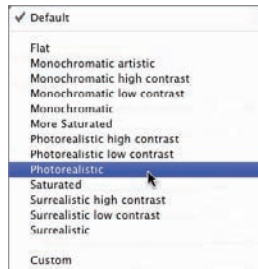 Default
Flat
Monochromatic artistic
Monochromatic high contrast
Monochromatic low contrast
Monochromatic
More Saturated
Photorealistic high contrast
Photorealistic low contrast
Photorealistic
Saturated
Surrealistic high contrast
Surrealistic low contrast
Surrealistic
Custom